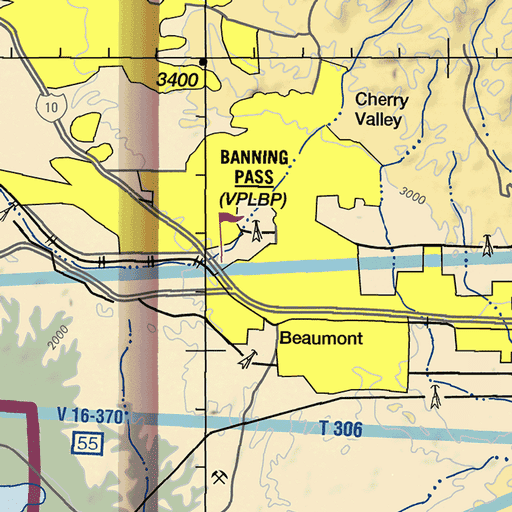 3400
10
Cherry
Valley
BANNING
PASS
(VPLBP)
3000
2000
Beaumont
V 16-370
T 306
55